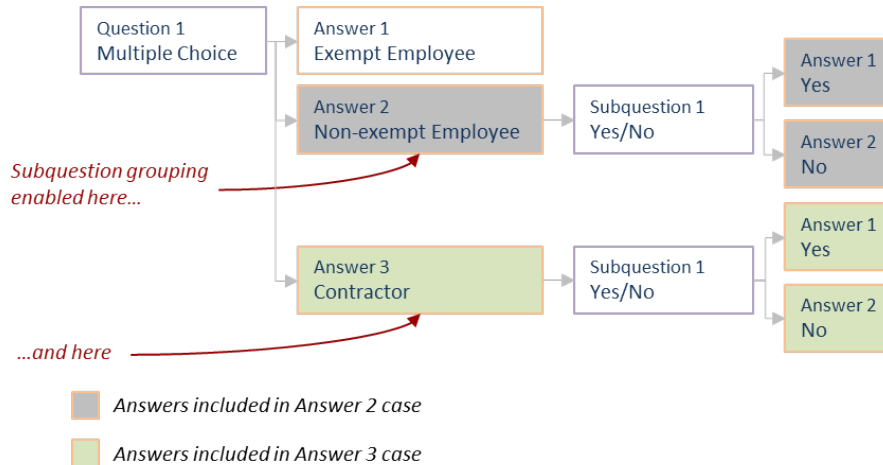 Question 1
Multiple Choice
Answer 1
Exempt Employee
Answer 2
Non-exempt Employee
Subquestion 1
Yes/No
Answer 1
Yes
Answer 2
No
Subquestion grouping
enabled here...
Answer 3
Contractor
Subquestion 1
Yes/No
Answer 1
Yes
Answer 2
No
...and here
Answers included in Answer 2 case
Answers included in Answer 3 case